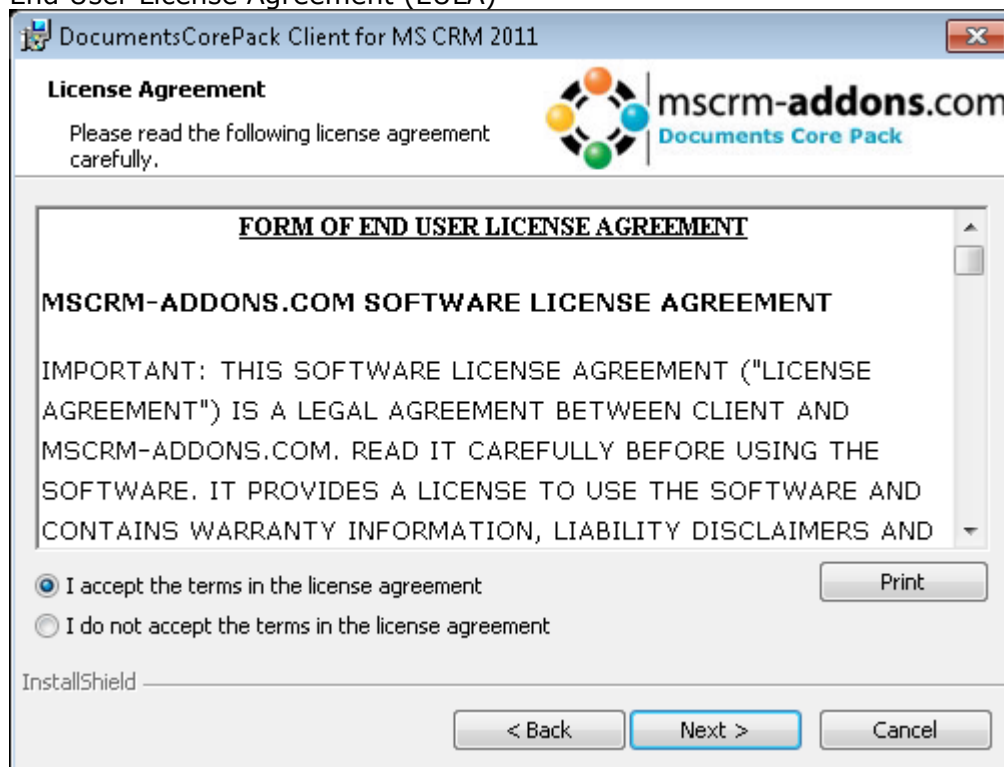 End User License Agreement (EULA)
DocumentsCorePack Client for MS CRM 2011
License Agreement
Please read the following license agreement
carefully.
mscrm-addons.com
Documents Core Pack
FORM OF END USER LICENSE AGREEMENT
MSCRM-ADDONS.COM SOFTWARE LICENSE AGREEMENT
IMPORTANT: THIS SOFTWARE LICENSE AGREEMENT ("LICENSE
AGREEMENT") IS A LEGAL AGREEMENT BETWEEN CLIENT AND
MSCRM-ADDONS.COM. READ IT CAREFULLY BEFORE USING THE
SOFTWARE. IT PROVIDES A LICENSE TO USE THE SOFTWARE AND
CONTAINS WARRANTY INFORMATION, LIABILITY DISCLAIMERS AND
I accept the terms in the license agreement
Print
I do not accept the terms in the license agreement
InstallShield
< Back
Next >
Cancel